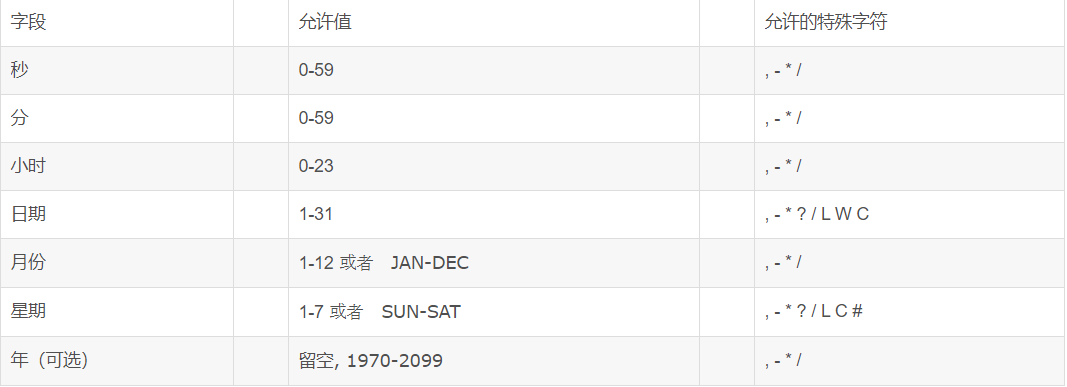 字段 允许值 允许的特殊字符
秒 0-59 , - * /
分 0-59 , - * /
小时 0-23 , - * /
日期 1-31 , - * ? / L W C
月份 1-12 或者 JAN-DEC , - * /
星期 1-7 或者 SUN-SAT , - * ? / L C #
年（可选） 留空, 1970-2099 , - * /